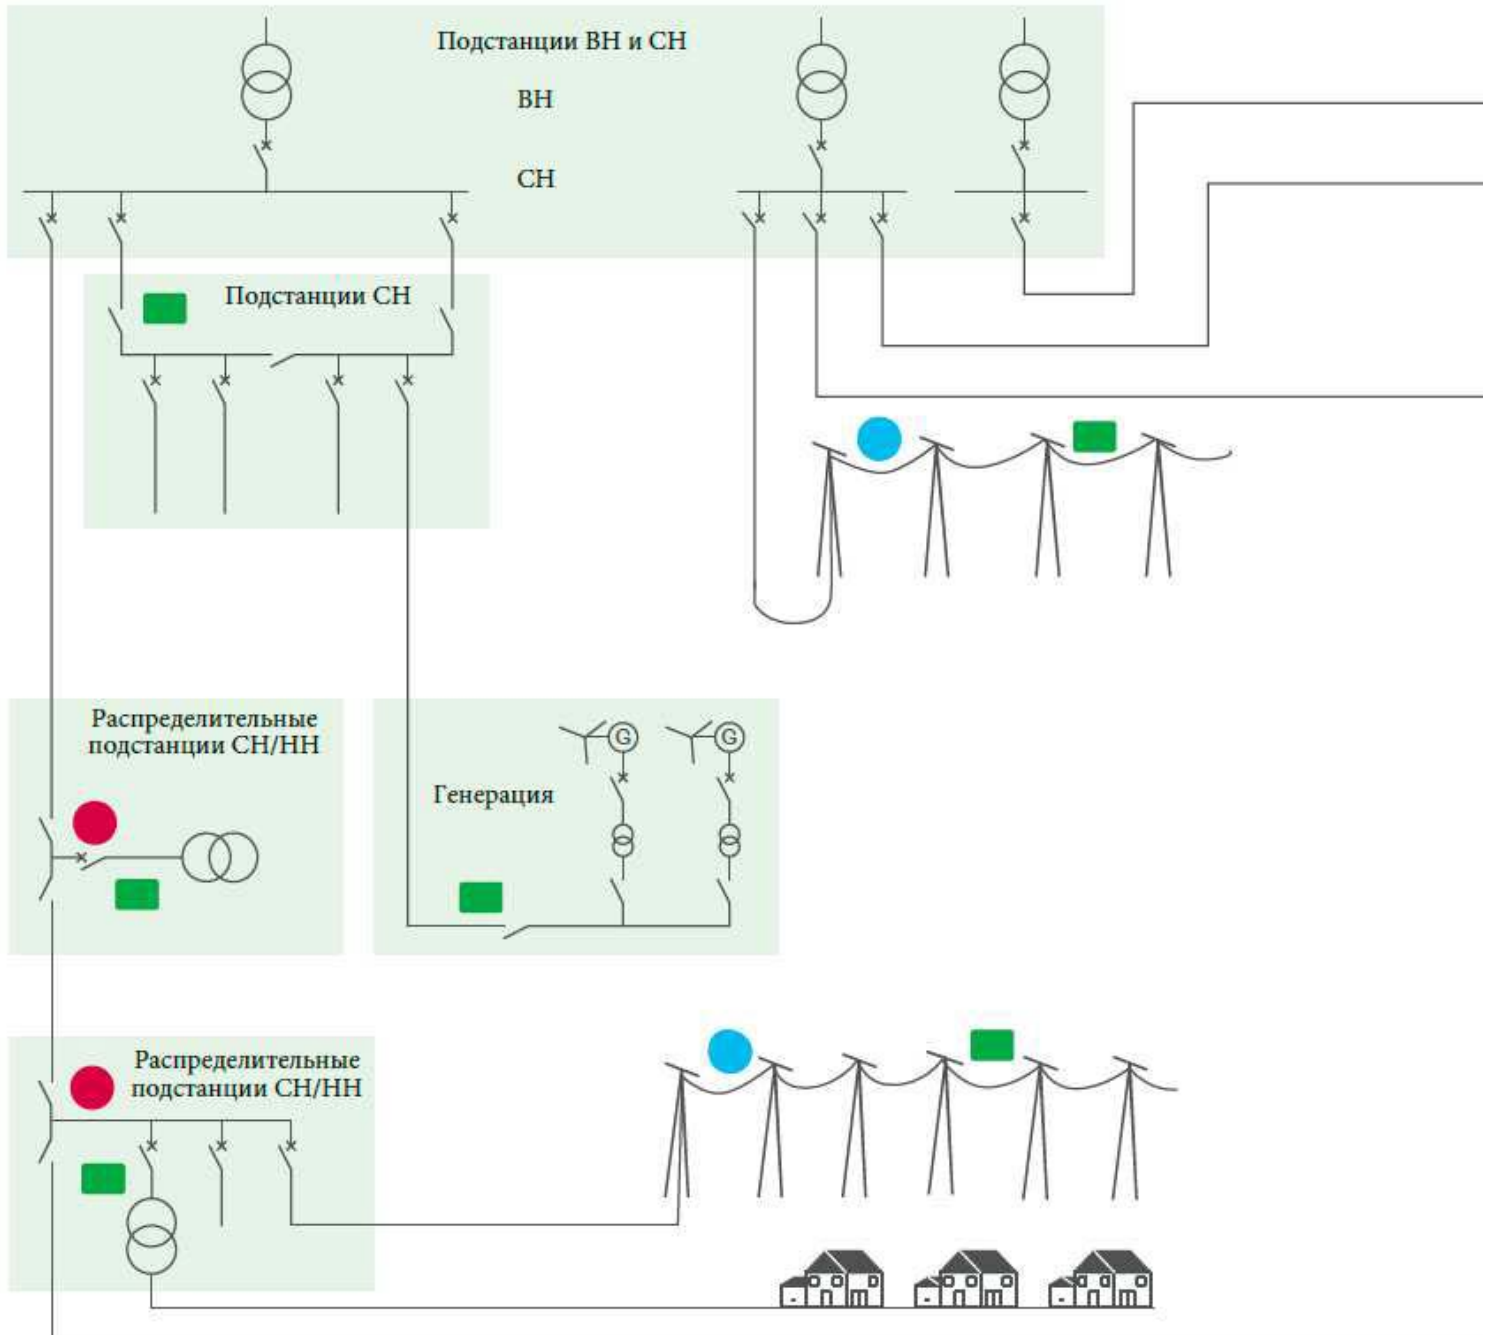 Подстанции ВН и СН
ВН
СН
Подстанции СН
Распределительные
подстанции СН/НН
G
G
Генерация
Распределительные
подстанции СН/НН